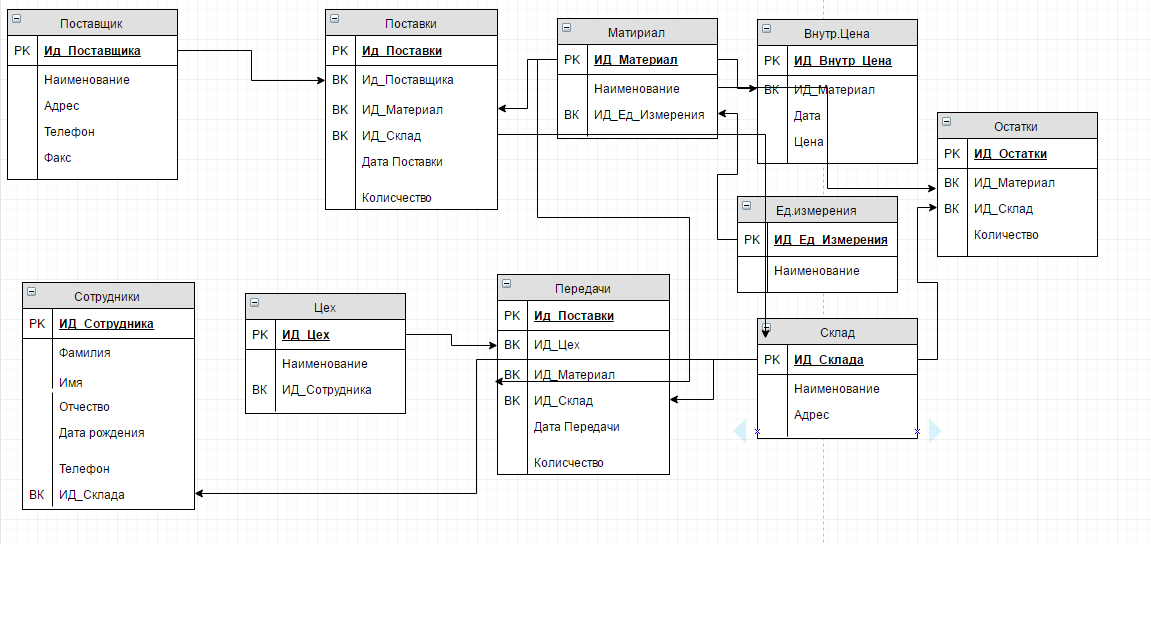 Поставщик
PK Ид_Поставщика
Наименование
Адрес
Телефон
Факс
Поставки
PK Ид_Поставки
ВК Ид_Поставщика
ВК ИД_Материал
ВК ИД_Склад
Дата Поставки
Колисчество
Матириал
PK ИД_Материал
Наименование
ВК ИД_Ед_Измерения
Внутр.Цена
PK ИД_Внутр_Цена
ВК ИД_Материал
Дата
Цена
Остатки
PK ИД_Остатки
ВК ИД_Материал
ВК ИД_Склад
Количество
Ед.измерения
PK ИД_Ед_Измерения
Наименование
Сотрудники
PK ИД_Сотрудника
Фамилия
Имя
Отчество
Дата рождения
Телефон
ВК ИД_Склада
Цех
PK ИД_Цех
Наименование
ВК ИД_Сотрудника
Передачи
PK Ид_Поставки
ВК ИД_Цех
ВК ИД_Материал
ВК ИД_Склад
Дата Передачи
Колисчество
Склад
PK ИД_Склада
Наименование
Адрес